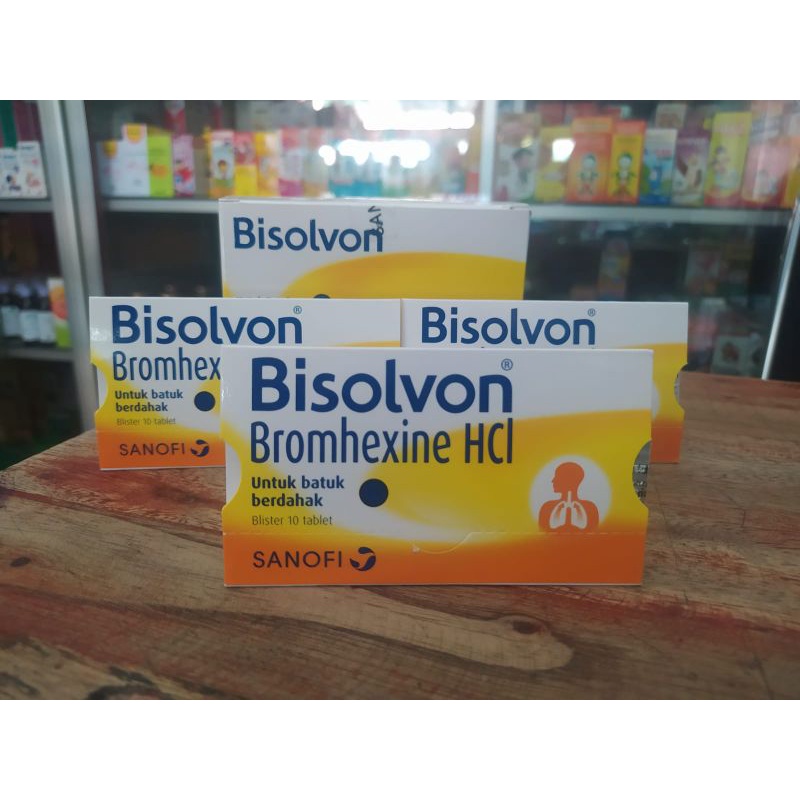 Bisolvon
SAN
Bisolvon®
Bromhex
Untuk batuk
berdahak
Blister 10 tablet
SANOFI
Bisolvon®
Bisolvon®
Bromhexine HCl
Untuk batuk
berdahak
Blister 10 tablet
SANOFI